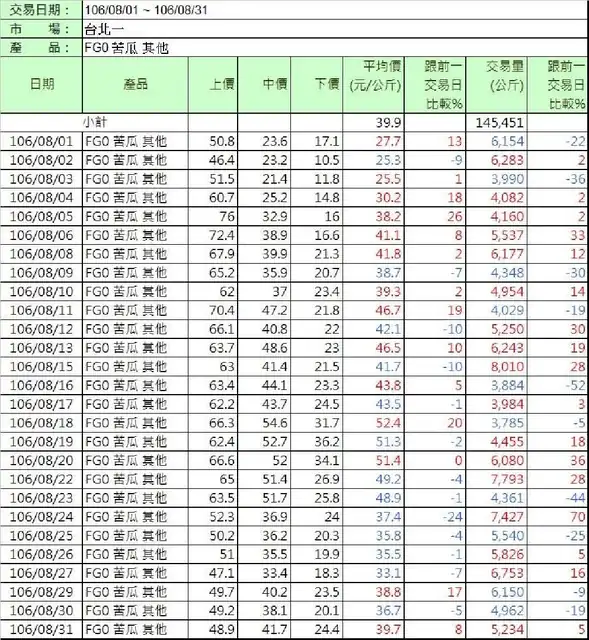 交易日期： 106/08/01 ~ 106/08/31
市 場： 台北一
產 品： FG0 苦瓜 其他
日期 產品 上價 中價 下價 平均價(元/公斤) 跟前一交易日比較% 交易量(公斤) 跟前一交易日比較%
小計 39.9 145,451
106/08/01 FG0 苦瓜 其他 50.8 23.6 17.1 27.7 13 6,154 -22
106/08/02 FG0 苦瓜 其他 46.4 23.2 10.5 25.3 -9 6,283 2
106/08/03 FG0 苦瓜 其他 51.5 21.4 11.8 25.5 1 3,990 -36
106/08/04 FG0 苦瓜 其他 60.7 25.2 14.8 30.2 18 4,082 2
106/08/05 FG0 苦瓜 其他 76 32.9 16 38.2 26 4,160 2
106/08/06 FG0 苦瓜 其他 72.4 38.9 16.6 41.1 8 5,537 33
106/08/08 FG0 苦瓜 其他 67.9 39.9 21.3 41.8 2 6,177 12
106/08/09 FG0 苦瓜 其他 65.2 35.9 20.7 38.7 -7 4,348 -30
106/08/10 FG0 苦瓜 其他 62 37 23.4 39.3 2 4,954 14
106/08/11 FG0 苦瓜 其他 70.4 47.2 21.8 46.7 19 4,029 -19
106/08/12 FG0 苦瓜 其他 66.1 40.8 22 42.1 -10 5,250 30
106/08/13 FG0 苦瓜 其他 63.7 48.6 23 46.5 10 6,243 19
106/08/15 FG0 苦瓜 其他 63 41.4 21.5 41.7 -10 8,010 28
106/08/16 FG0 苦瓜 其他 63.4 44.1 23.3 43.8 5 3,884 -52
106/08/17 FG0 苦瓜 其他 62.2 43.7 24.5 43.5 -1 3,984 3
106/08/18 FG0 苦瓜 其他 66.3 54.6 31.7 52.4 20 3,785 -5
106/08/19 FG0 苦瓜 其他 62.4 52.7 36.2 51.3 -2 4,455 18
106/08/20 FG0 苦瓜 其他 66.6 52 34.1 51.4 0 6,080 36
106/08/22 FG0 苦瓜 其他 65 51.4 26.9 49.2 -4 7,793 28
106/08/23 FG0 苦瓜 其他 63.5 51.7 25.8 48.9 -1 4,361 -44
106/08/24 FG0 苦瓜 其他 52.3 36.9 24 37.4 -24 7,427 70
106/08/25 FG0 苦瓜 其他 50.2 36.2 20.3 35.8 -4 5,540 -25
106/08/26 FG0 苦瓜 其他 51 35.5 19.9 35.5 -1 5,826 5
106/08/27 FG0 苦瓜 其他 47.1 33.4 18.3 33.1 -7 6,753 16
106/08/29 FG0 苦瓜 其他 49.7 40.2 23.5 38.8 17 6,150 -9
106/08/30 FG0 苦瓜 其他 49.2 38.1 20.1 36.7 -5 4,962 -19
106/08/31 FG0 苦瓜 其他 48.9 41.7 24.4 39.7 8 5,234 5